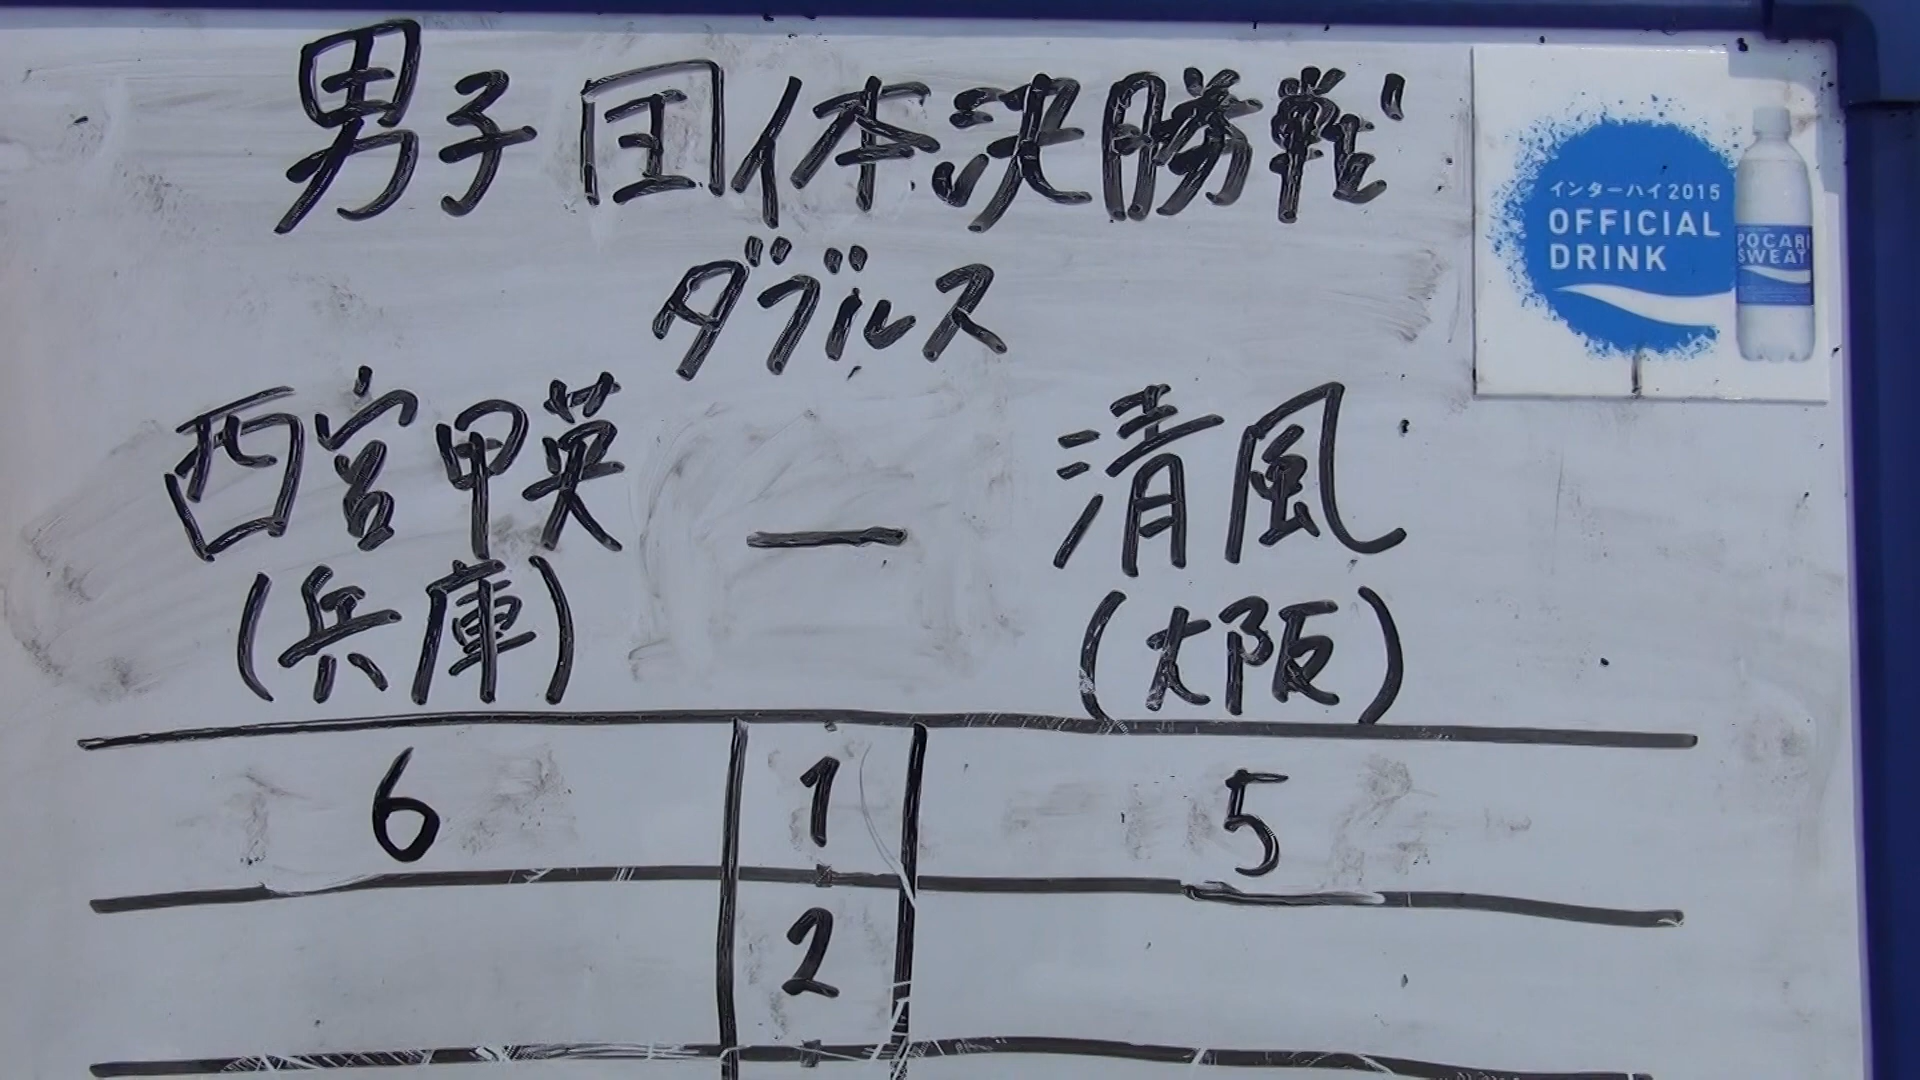 男子団体決勝戦
ダブルス
西宮甲英 ー 清風
(兵庫) (大阪)
6 1 5
2
インターハイ2015
OFFICIAL
DRINK
POCARI
SWEAT